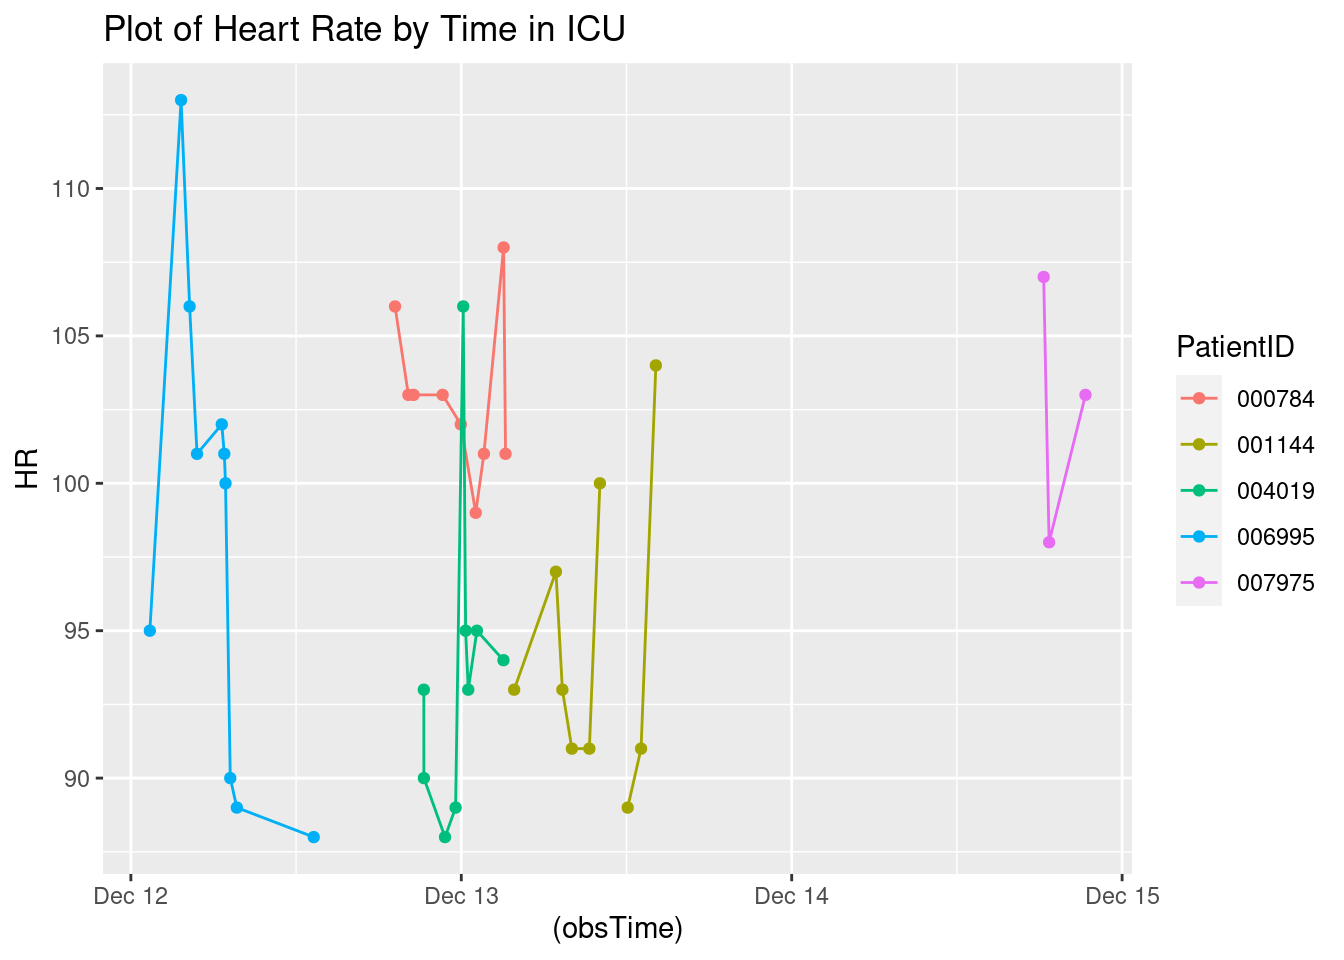 Plot of Heart Rate by Time in ICU
HR
110
105
100
95
90
Dec 12
Dec 13
Dec 14
Dec 15
(obsTime)
PatientID
000784
001144
004019
006995
007975